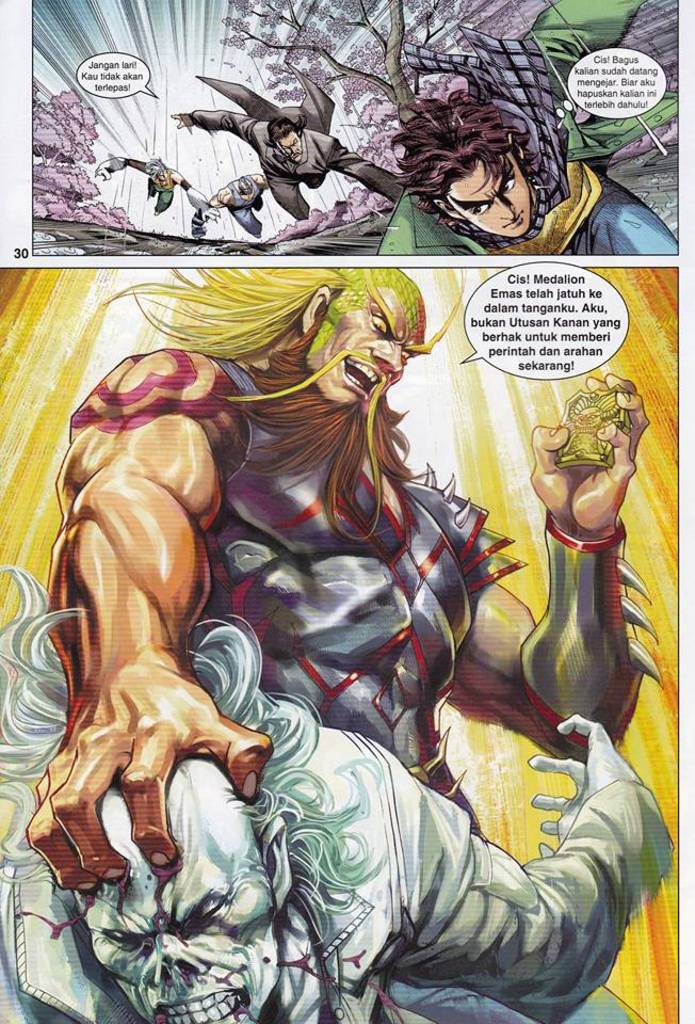 Jangan lari!
Kau tidak akan
terlepas!
Cis! Bagus
kalian sudah datang
mengejar. Biar aku
hapuskan kalian ini
terlebih dahulu!
30
Cis! Medalion
Emas telah jatuh ke
dalam tanganku. Aku,
bukan Utusan Kanan yang
berhak untuk memberi
perintah dan arahan
sekarang!